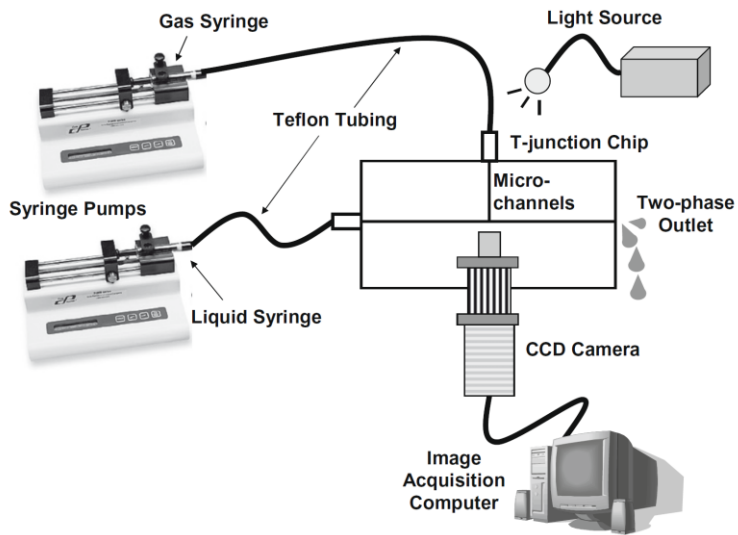 Gas Syringe
Light Source
Teflon Tubing
T-junction Chip
Micro-
channels
Two-phase
Outlet
Syringe Pumps
Liquid Syringe
CCD Camera
Image
Acquisition
Computer